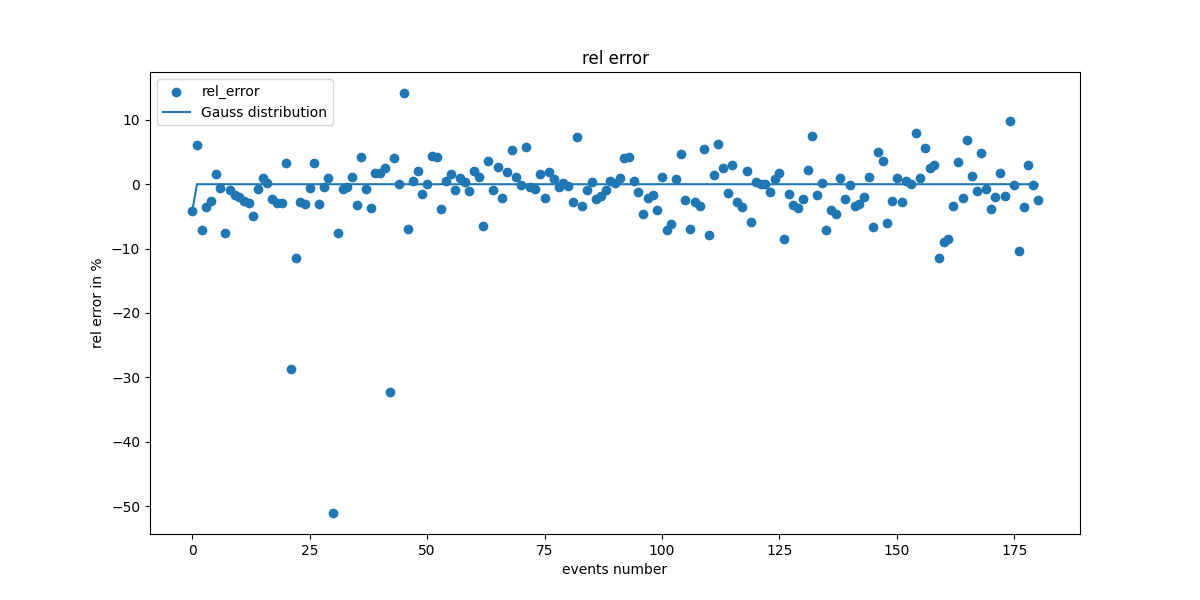 rel error
rel_error
Gauss distribution
rel error in %
10
0
−10
−20
−30
−40
−50
0 25 50 75 100 125 150 175
events number